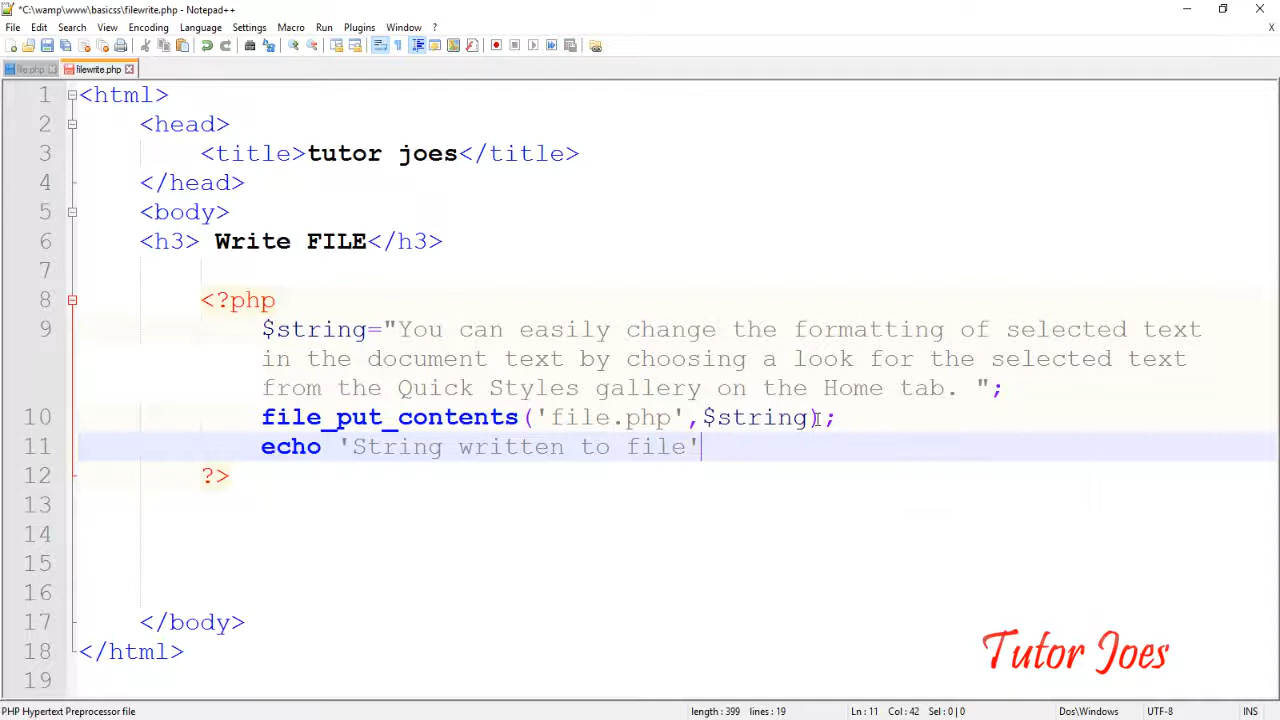 *C:\wamp\www\basicss\filewrite.php - Notepad++
File Edit Search View Encoding Language Settings Macro Run Plugins Window ? X
file.php filewrite.php
1 <html>
2 <head>
3 <title>tutor joes</title>
4 </head>
5 <body>
6 <h3> Write FILE</h3>
7
8 <?php
9 $string="You can easily change the formatting of selected text
in the document text by choosing a look for the selected text
from the Quick Styles gallery on the Home tab. ";
10 file_put_contents('file.php',$string);
11 echo 'String written to file'
12 ?>
13
14
15
16
17 </body>
18 </html>
19
Tutor Joes
PHP Hypertext Preprocessor file length : 399 lines : 19 Ln : 11 Col : 42 Sel : 0 | 0 Dos\Windows UTF-8 INS